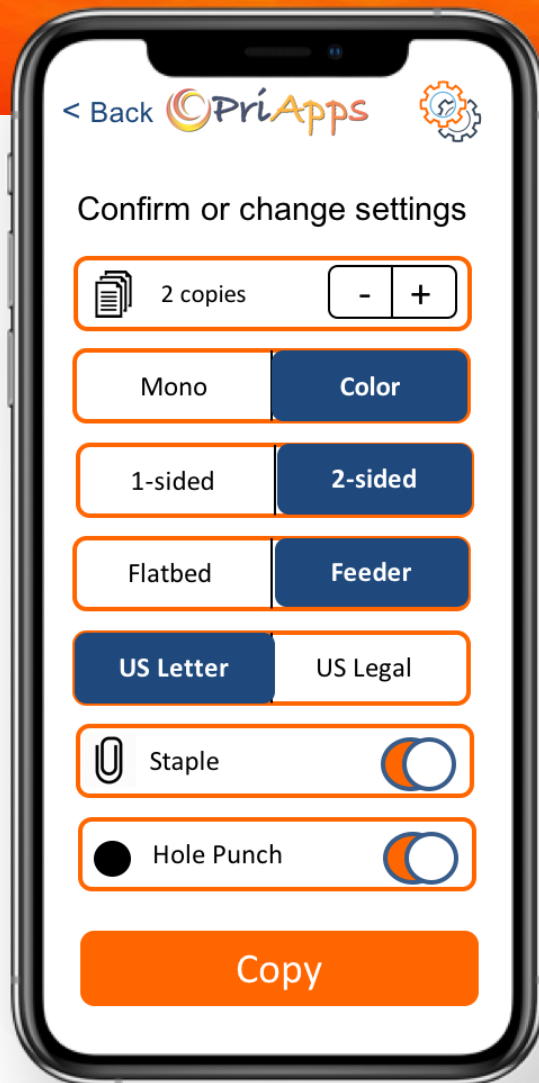 < Back PriApps
Confirm or change settings
2 copies - +
Mono Color
1-sided 2-sided
Flatbed Feeder
US Letter US Legal
Staple
Hole Punch
Copy